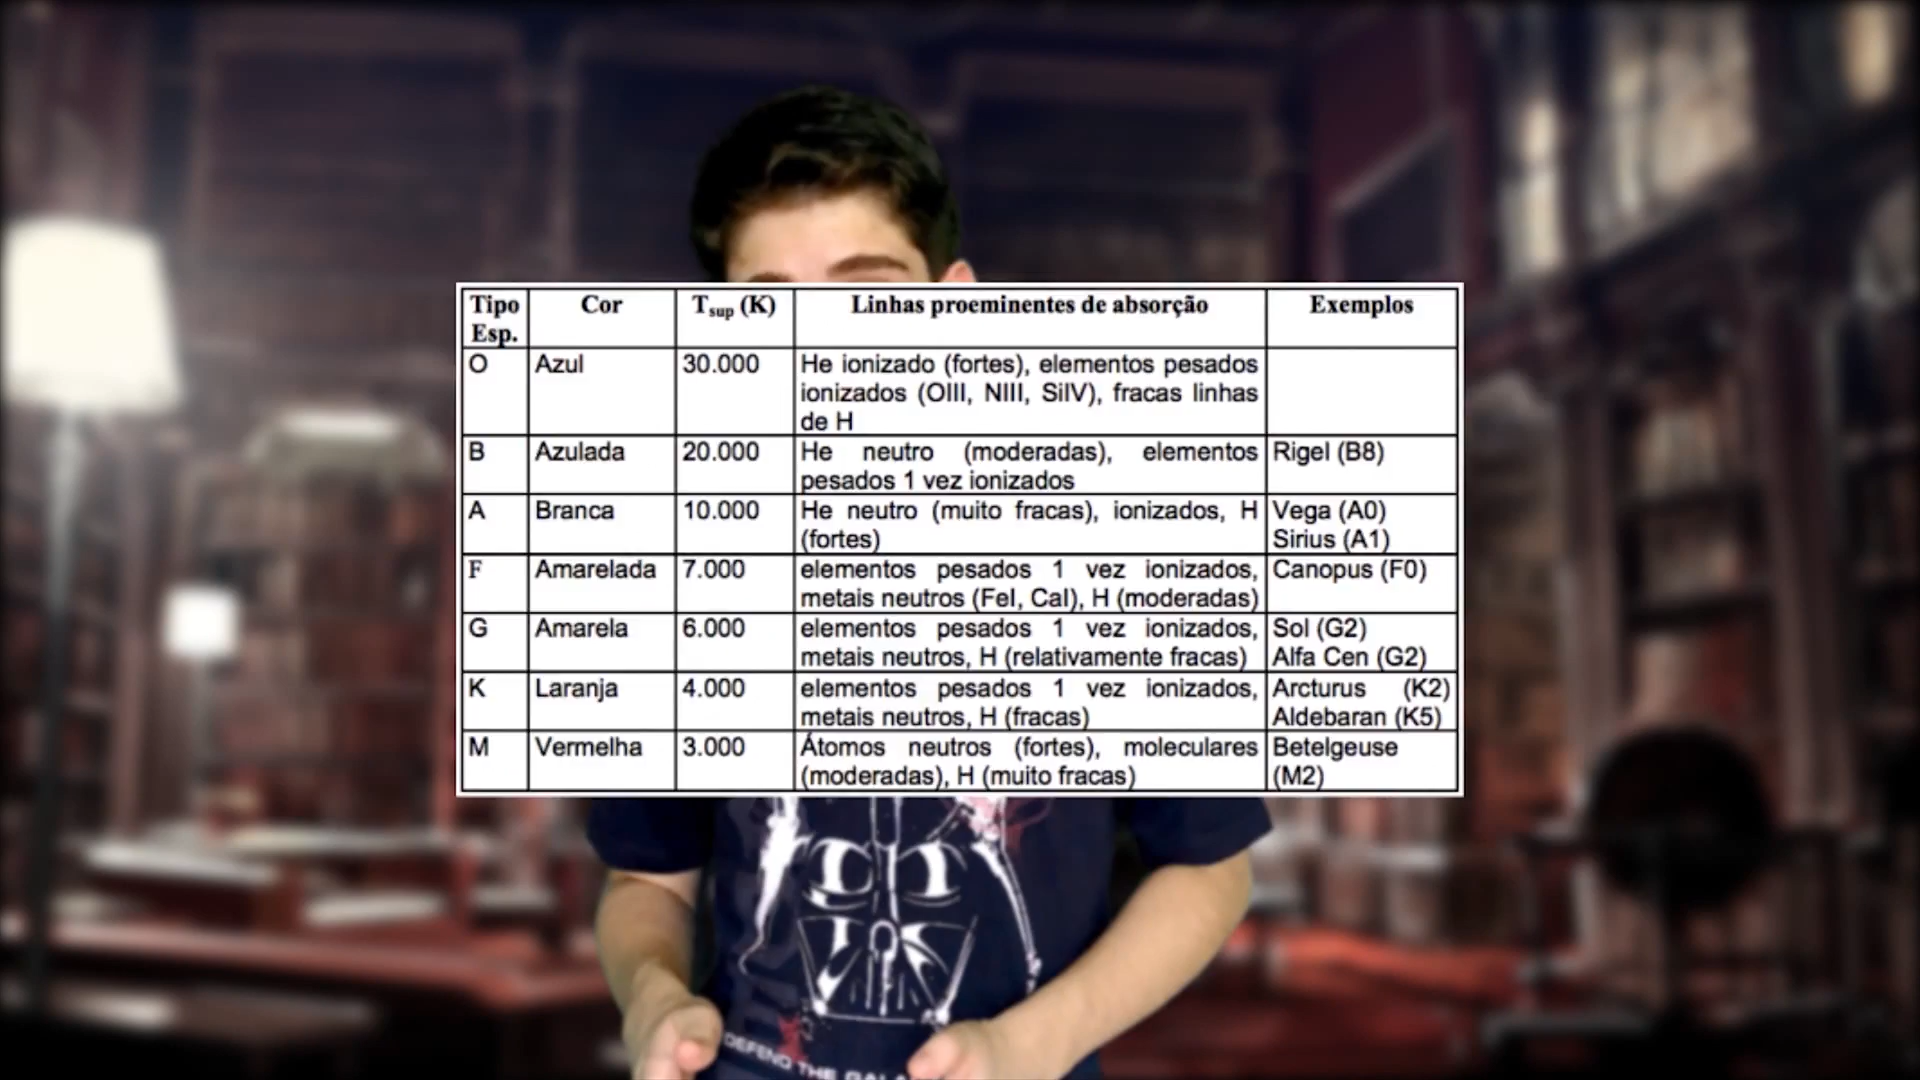 Tipo Esp. Cor Tsup (K) Linhas proeminentes de absorção Exemplos
O Azul 30.000 He ionizado (fortes), elementos pesados
ionizados (OIII, NIII, SiIV), fracas linhas
de H
B Azulada 20.000 He neutro (moderadas), elementos Rigel (B8)
pesados 1 vez ionizados
A Branca 10.000 He neutro (muito fracas), ionizados, H Vega (A0)
(fortes) Sirius (A1)
F Amarelada 7.000 elementos pesados 1 vez ionizados, Canopus (F0)
metais neutros (FeI, CaI), H (moderadas)
G Amarela 6.000 elementos pesados 1 vez ionizados, Sol (G2)
metais neutros, H (relativamente fracas) Alfa Cen (G2)
K Laranja 4.000 elementos pesados 1 vez ionizados, Arcturus (K2)
metais neutros, H (fracas) Aldebaran (K5)
M Vermelha 3.000 Átomos neutros (fortes), moleculares Betelgeuse
(moderadas), H (muito fracas) (M2)
DEFEND THE